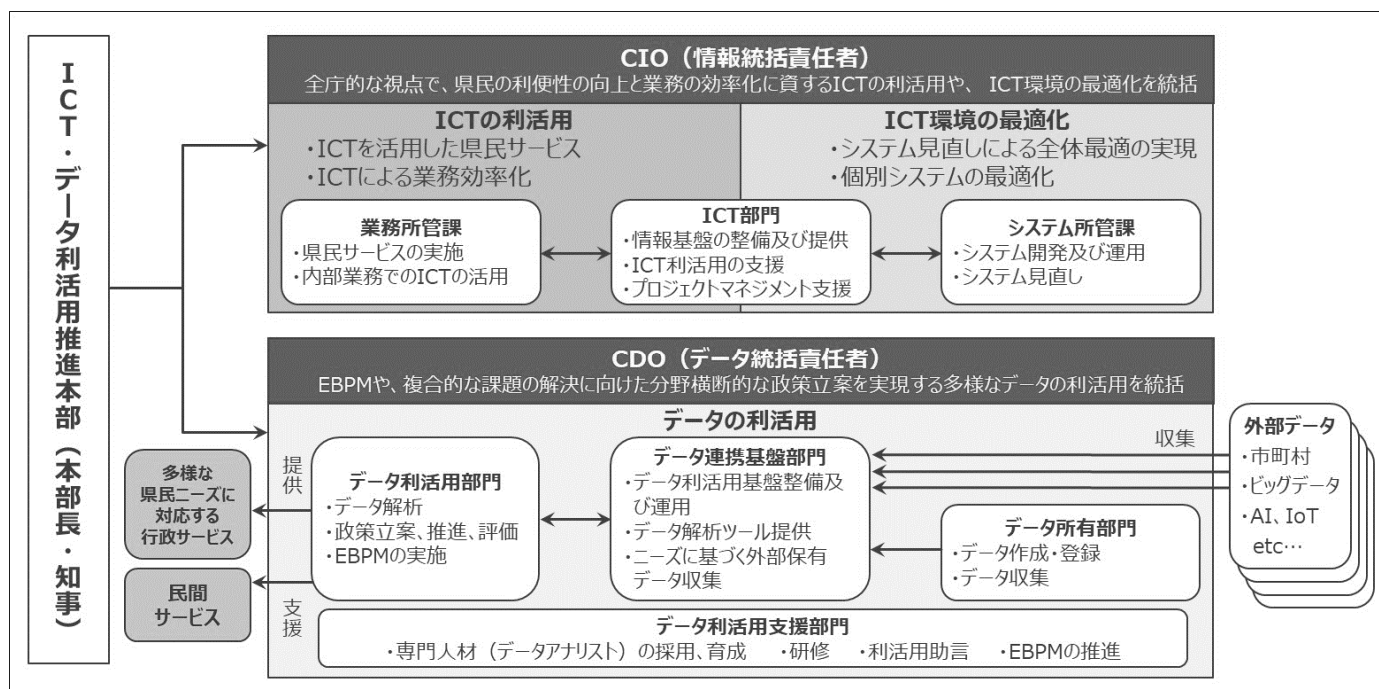 ICT・データ利活用推進本部（本部長・知事）
CIO（情報統括責任者）
全庁的な視点で、県民の利便性の向上と業務の効率化に資するICTの利活用や、ICT環境の最適化を統括
ICTの利活用
・ICTを活用した県民サービス
・ICTによる業務効率化
ICT環境の最適化
・システム見直しによる全体最適の実現
・個別システムの最適化
業務所管課
・県民サービスの実施
・内部業務でのICTの活用
ICT部門
・情報基盤の整備及び提供
・ICT利活用の支援
・プロジェクトマネジメント支援
システム所管課
・システム開発及び運用
・システム見直し
CDO（データ統括責任者）
EBPMや、複合的な課題の解決に向けた分野横断的な政策立案を実現する多様なデータの利活用を統括
データの利活用
提供
多様な
県民ニーズに
対応する
行政サービス
民間
サービス
支援
データ利活用部門
・データ解析
・政策立案、推進、評価
・EBPMの実施
データ連携基盤部門
・データ利活用基盤整備及
び運用
・データ解析ツール提供
・ニーズに基づく外部保有
データ収集
データ所有部門
・データ作成・登録
・データ収集
収集
外部データ
・市町村
・ビッグデータ
・AI、IoT
etc…
データ利活用支援部門
・専門人材（データアナリスト）の採用、育成　・研修　・利活用助言　・EBPMの推進